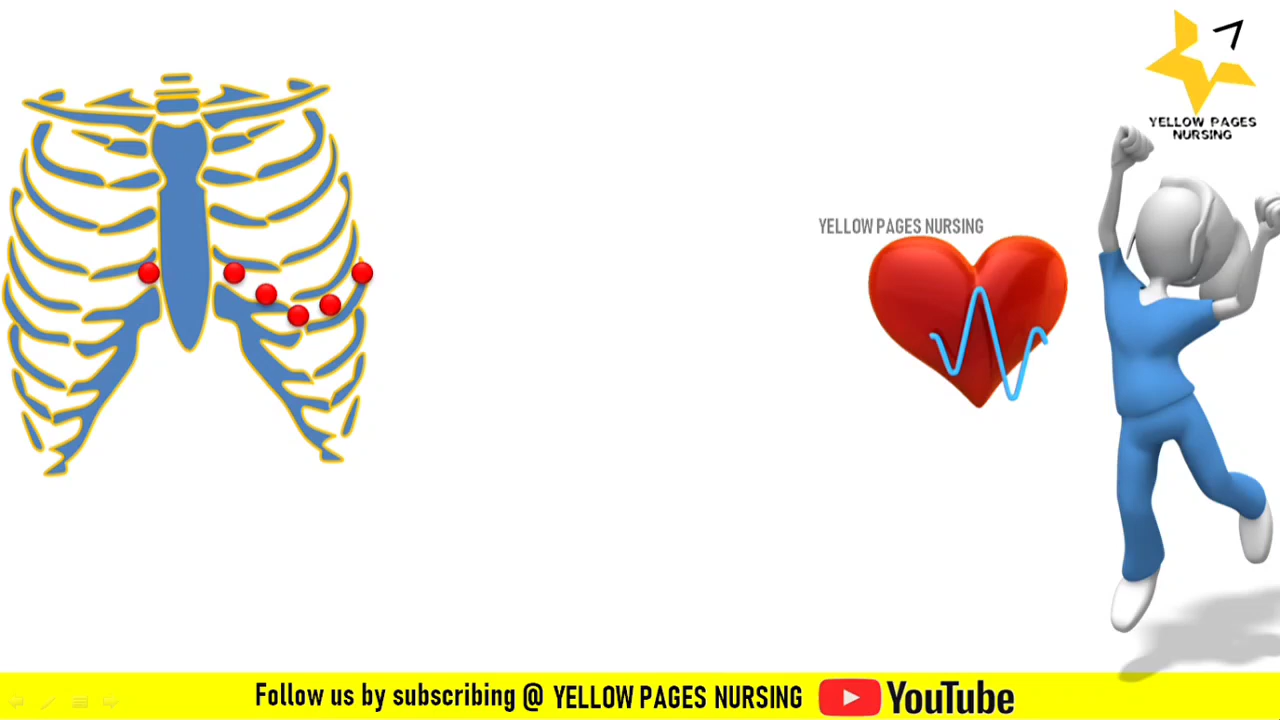 YELLOW PAGES
NURSING
YELLOW PAGES NURSING
Follow us by subscribing @ YELLOW PAGES NURSING YouTube